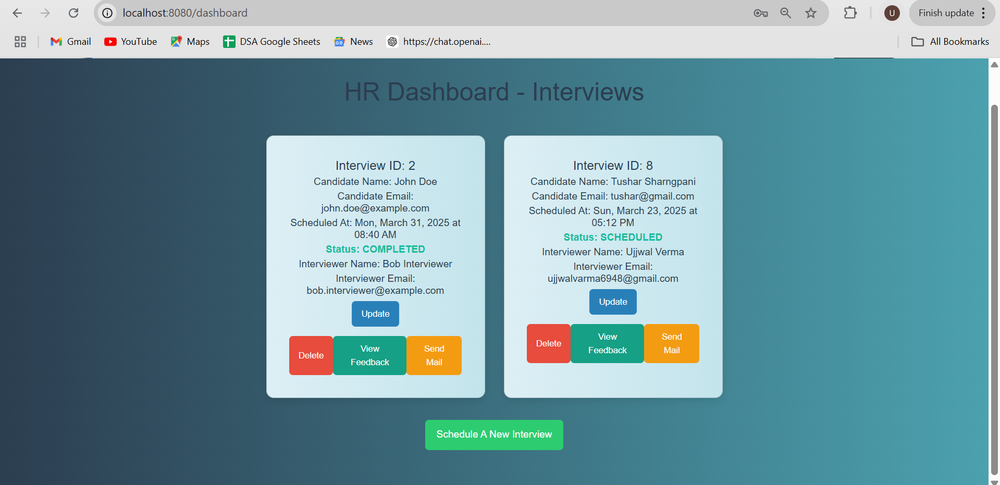 localhost:8080/dashboard
U
Finish update
Gmail
YouTube
Maps
DSA Google Sheets
News
https://chat.openai....
All Bookmarks
HR Dashboard - Interviews
Interview ID: 2
Candidate Name: John Doe
Candidate Email:
john.doe@example.com
Scheduled At: Mon, March 31, 2025 at
08:40 AM
Status: COMPLETED
Interviewer Name: Bob Interviewer
Interviewer Email:
bob.interviewer@example.com
Update
Delete
View
Feedback
Send
Mail
Interview ID: 8
Candidate Name: Tushar Sharngpani
Candidate Email: tushar@gmail.com
Scheduled At: Sun, March 23, 2025 at
05:12 PM
Status: SCHEDULED
Interviewer Name: Ujjwal Verma
Interviewer Email:
ujjwalvarma6948@gmail.com
Update
Delete
View
Feedback
Send
Mail
Schedule A New Interview